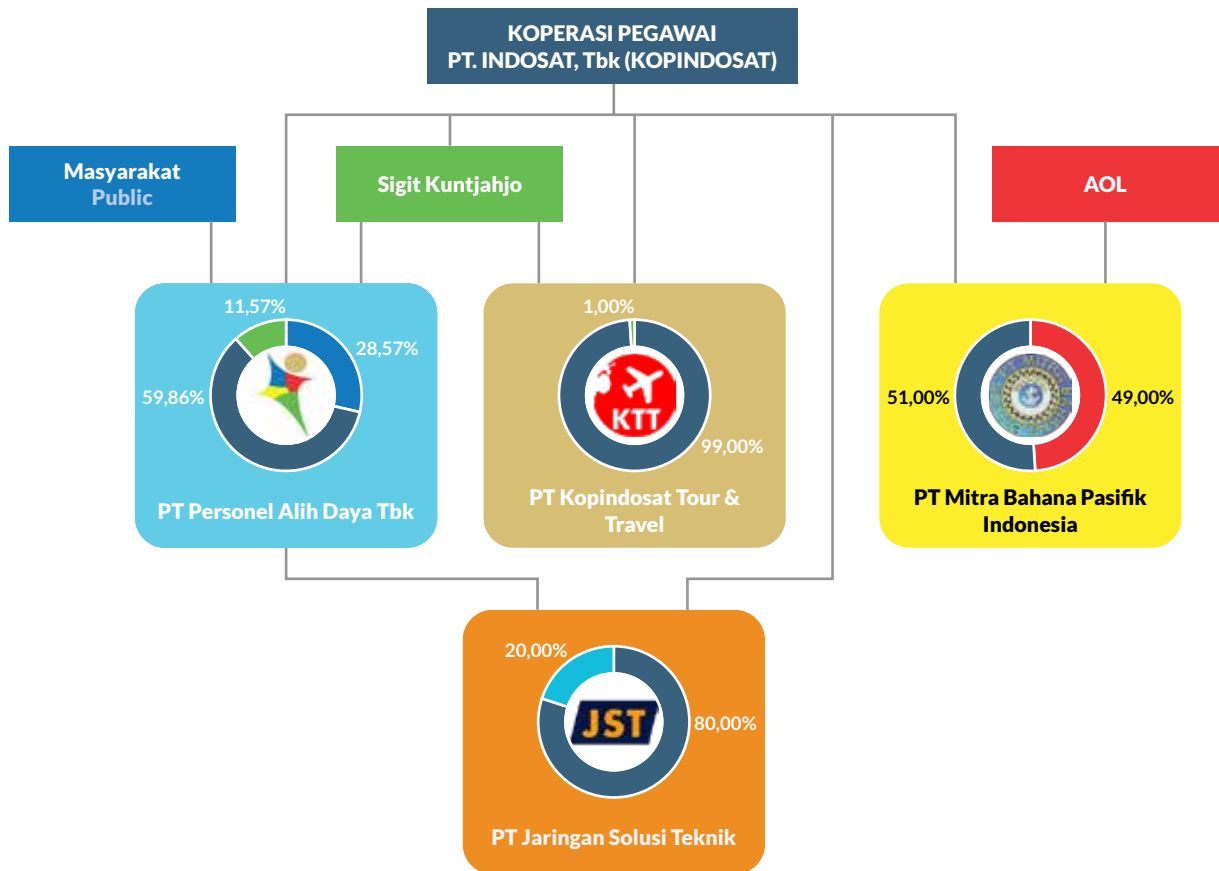 KOPERASI PEGAWAI
PT. INDOSAT, Tbk (KOPINDOSAT)
Masyarakat
Public
Sigit Kuntjahjo
AOL
11,57%
28,57%
59,86%
PT Personel Alih Daya Tbk
1,00%
KTT
99,00%
PT Kopindosat Tour &
Travel
51,00%
49,00%
PT Mitra Bahana Pasifik
Indonesia
20,00%
JST
80,00%
PT Jaringan Solusi Teknik